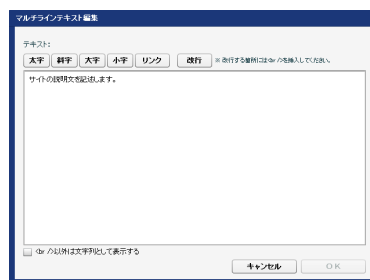 マルチラインテキスト編集
テキスト:
太字 斜字 大字 小字 リンク 改行 ※ 改行する箇所には<br />を挿入してください。
サイトの説明文を記述します。
<br />以外は文字列として表示する
キャンセル OK